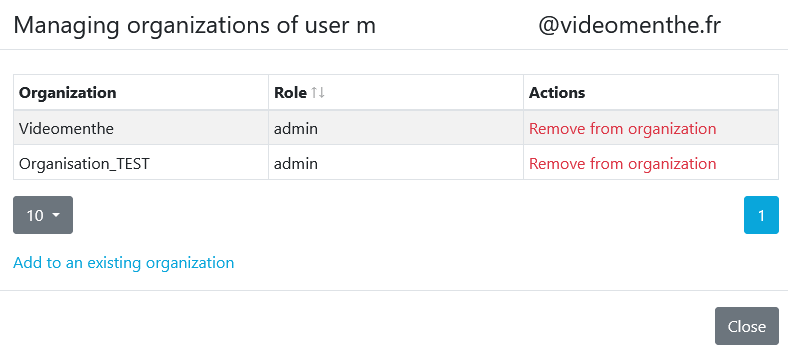 Managing organizations of user m @videomenthe.fr
Organization Role Actions
Videomenthe admin Remove from organization
Organisation_TEST admin Remove from organization
10 1
Add to an existing organization
Close